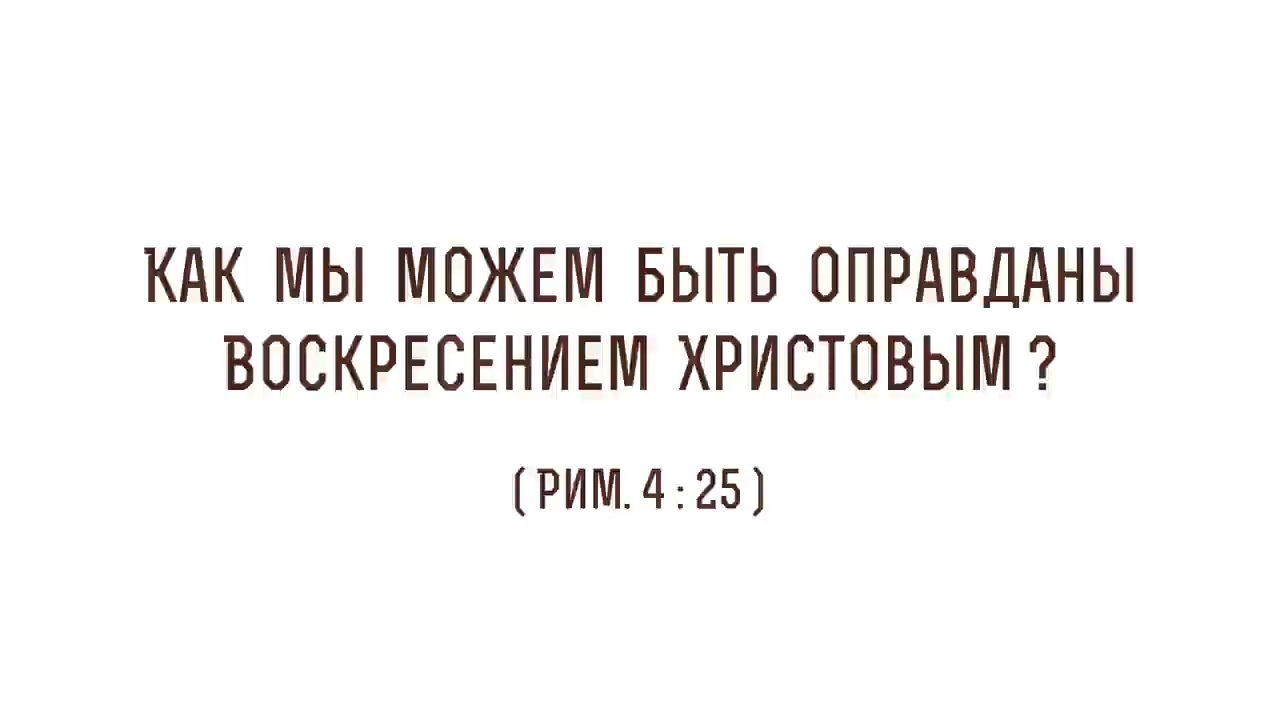 КАК МЫ МОЖЕМ БЫТЬ ОПРАВДАНЫ
ВОСКРЕСЕНИЕМ ХРИСТОВЫМ ?
( РИМ. 4 : 25 )